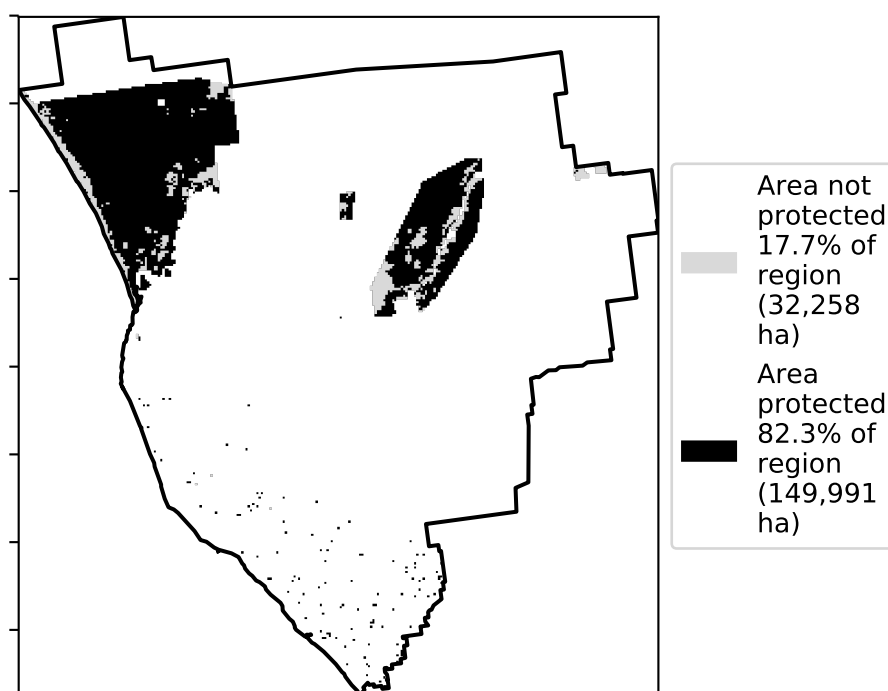 Area not
protected
17.7% of
region
(32,258
ha)
Area
protected
82.3% of
region
(149,991
ha)